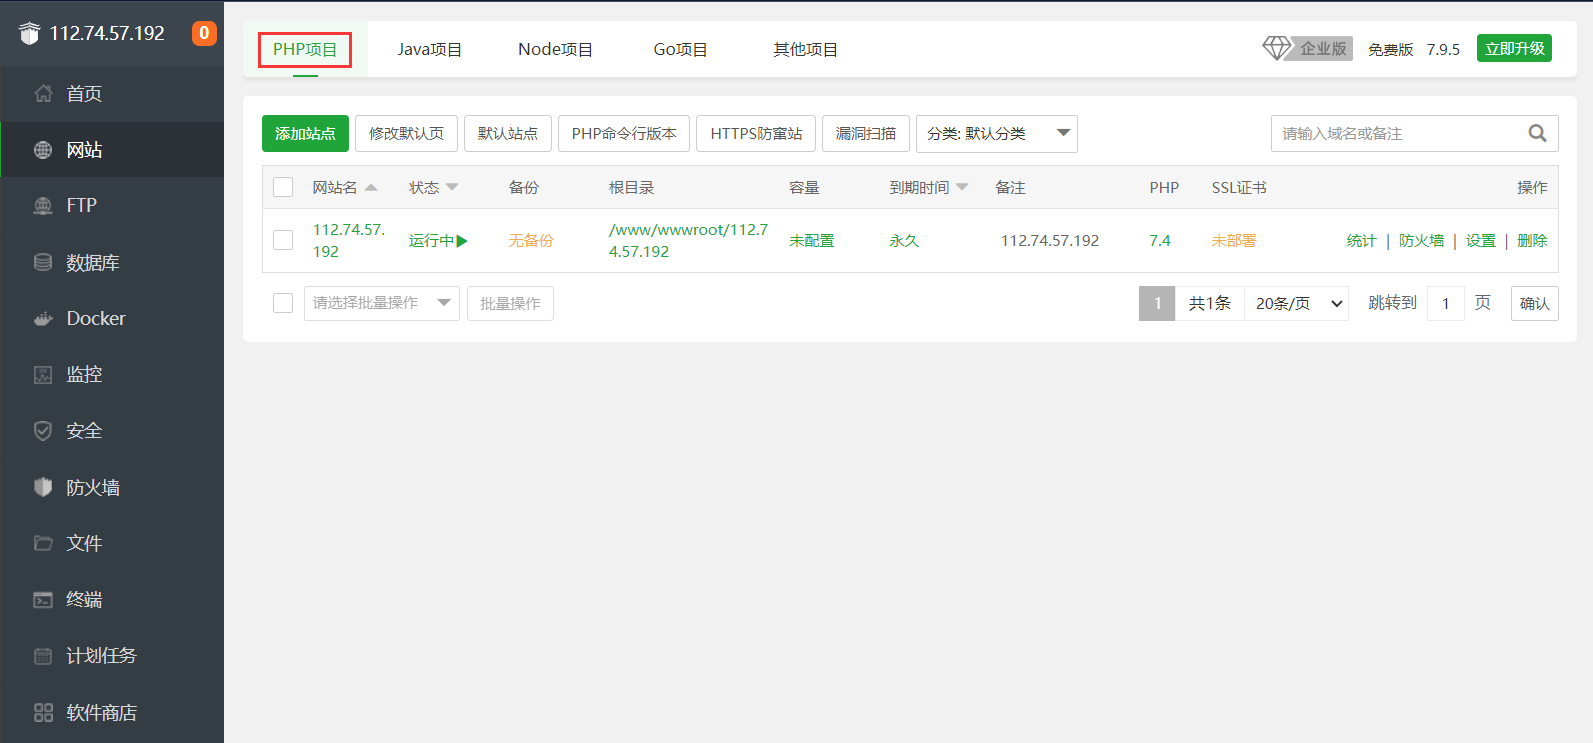 112.74.57.192 0
首页
网站
FTP
数据库
Docker
监控
安全
防火墙
文件
终端
计划任务
软件商店
PHP项目 Java项目 Node项目 Go项目 其他项目 企业版 免费版 7.9.5 立即升级
添加站点 修改默认页 默认站点 PHP命令行版本 HTTPS防窜站 漏洞扫描 分类: 默认分类 请输入域名或备注
网站名 状态 备份 根目录 容量 到期时间 备注 PHP SSL证书 操作
112.74.57.
192 运行中 无备份 /www/wwwroot/112.7
4.57.192 未配置 永久 112.74.57.192 7.4 未部署 统计 | 防火墙 | 设置 | 删除
请选择批量操作 批量操作 1 共1条 20条/页 跳转到 1 页 确认